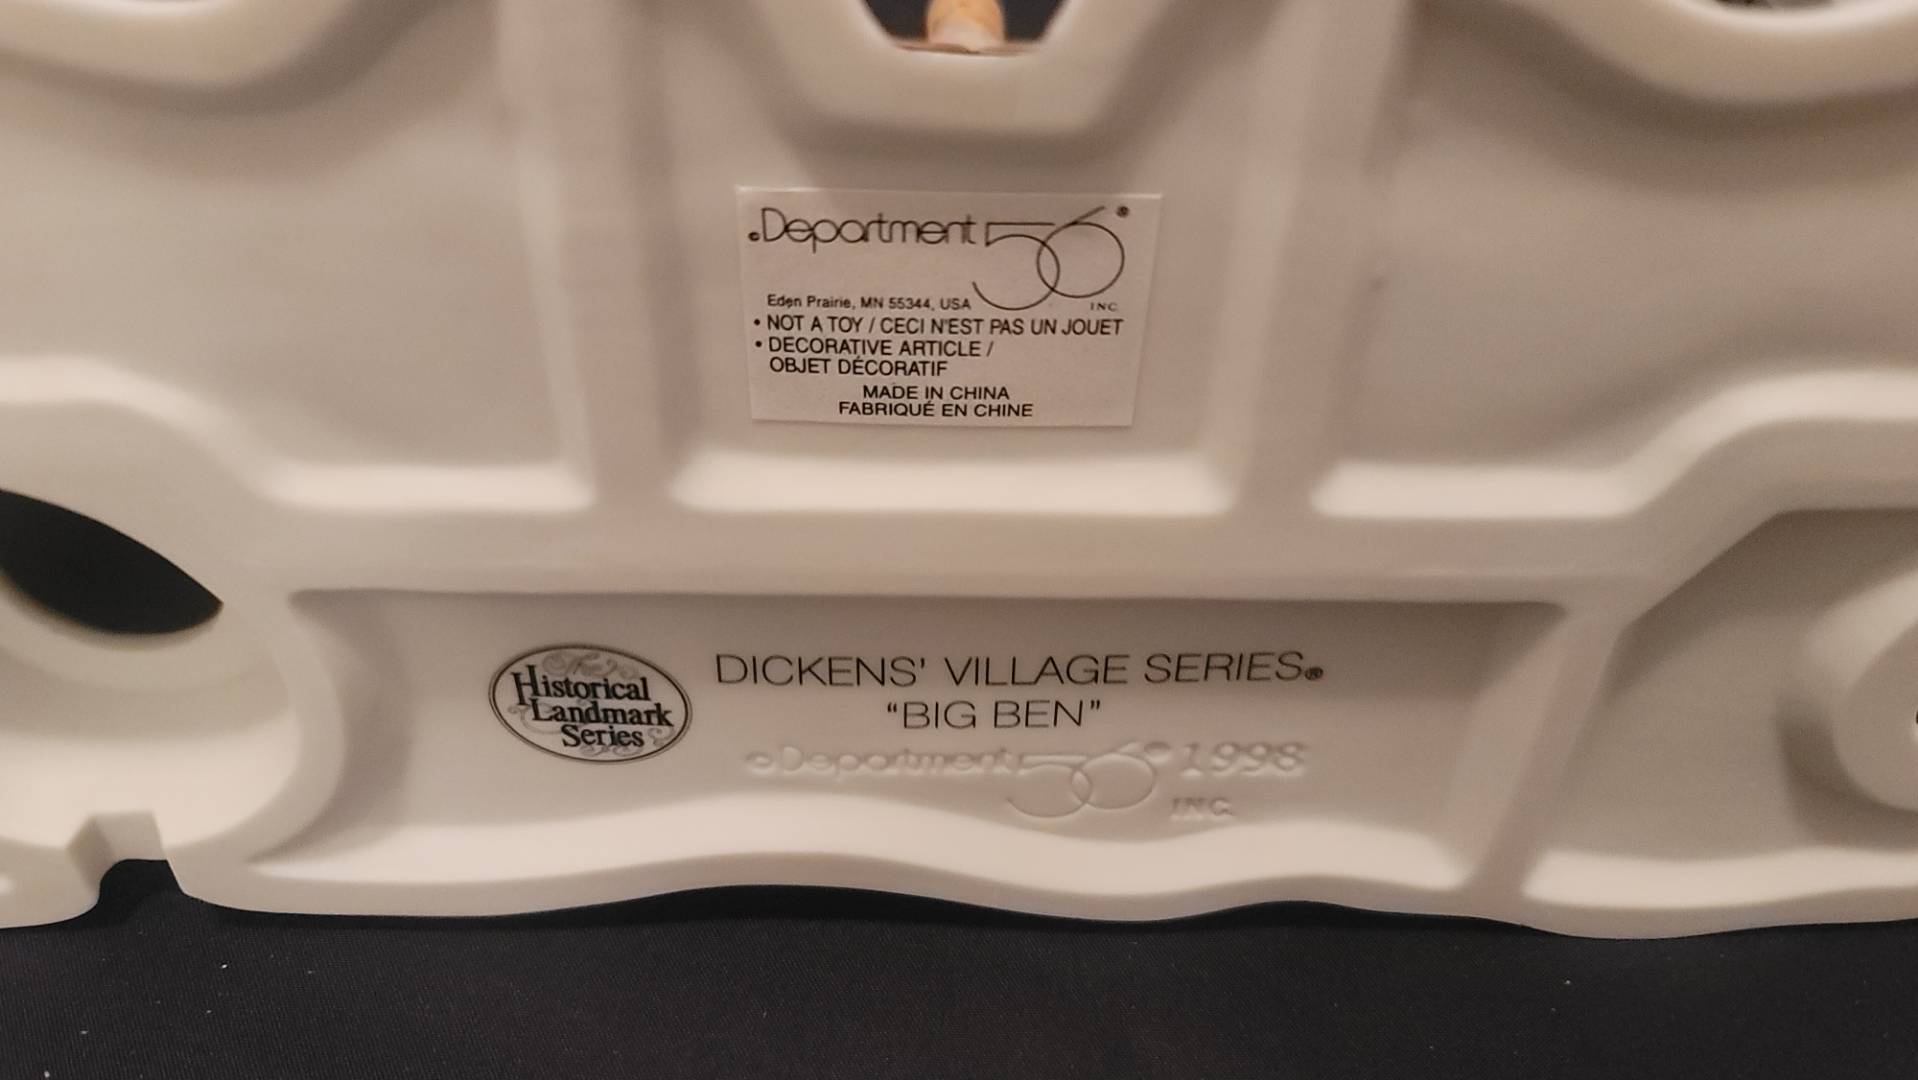 ©Department 56®
INC.
Eden Prairie, MN 55344, USA
• NOT A TOY / CECI N'EST PAS UN JOUET
• DECORATIVE ARTICLE /
OBJET DÉCORATIF
MADE IN CHINA
FABRIQUÉ EN CHINE
The
Historical
Landmark
Series
DICKENS' VILLAGE SERIES®
“BIG BEN”
©Department 56® 1998
INC.